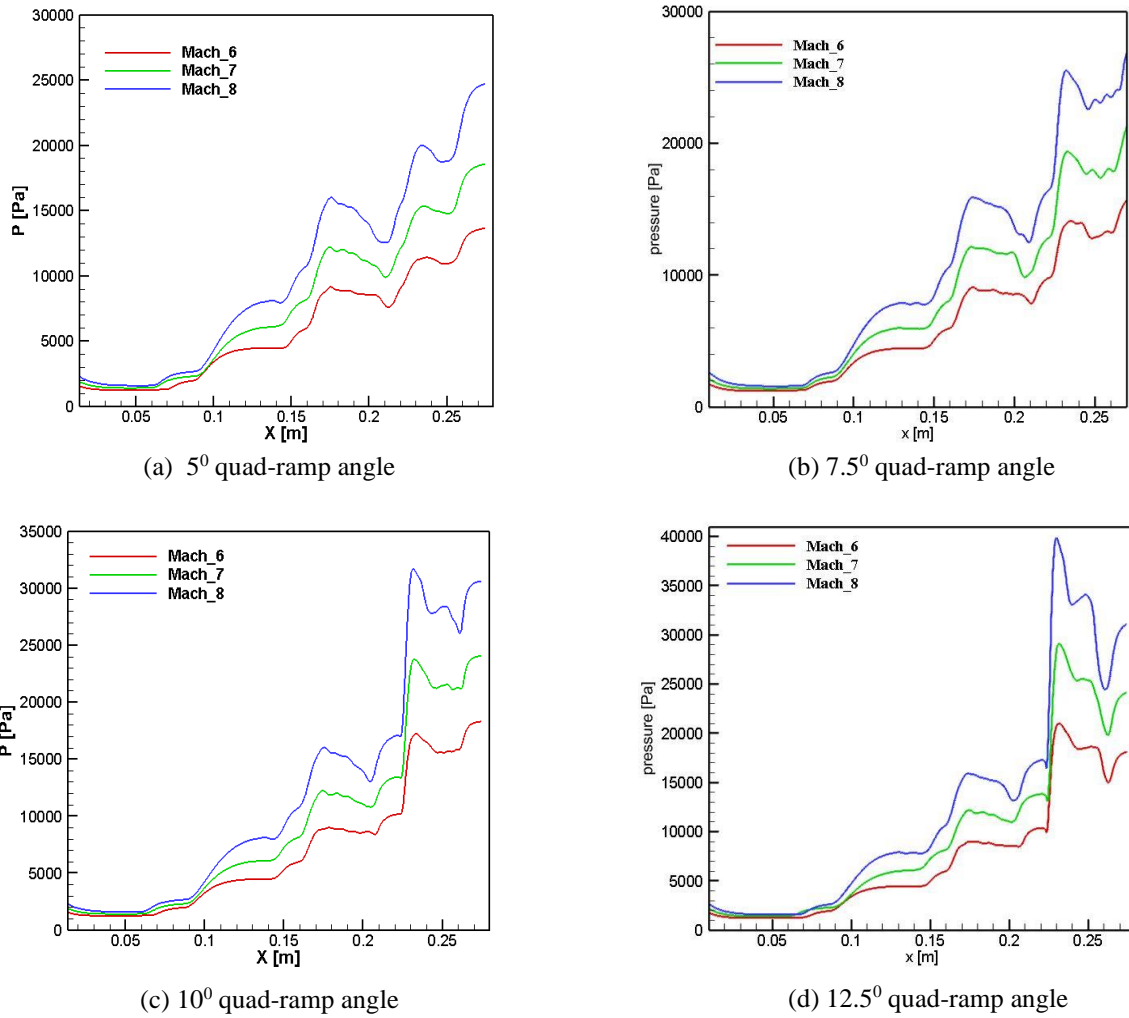 30000
25000
20000
15000
10000
5000
0
P [Pa]
Mach_6
Mach_7
Mach_8
0.05
0.1
0.15
0.2
0.25
X [m]
(a) 5⁰ quad-ramp angle
30000
20000
10000
0
pressure [Pa]
Mach_6
Mach_7
Mach_8
0.05
0.1
0.15
0.2
0.25
x [m]
(b) 7.5⁰ quad-ramp angle
35000
30000
25000
20000
15000
10000
5000
0
P [Pa]
Mach_6
Mach_7
Mach_8
0.05
0.1
0.15
0.2
0.25
X [m]
(c) 10⁰ quad-ramp angle
40000
35000
30000
25000
20000
15000
10000
5000
0
pressure [Pa]
Mach_6
Mach_7
Mach_8
0.05
0.1
0.15
0.2
0.25
x [m]
(d) 12.5⁰ quad-ramp angle